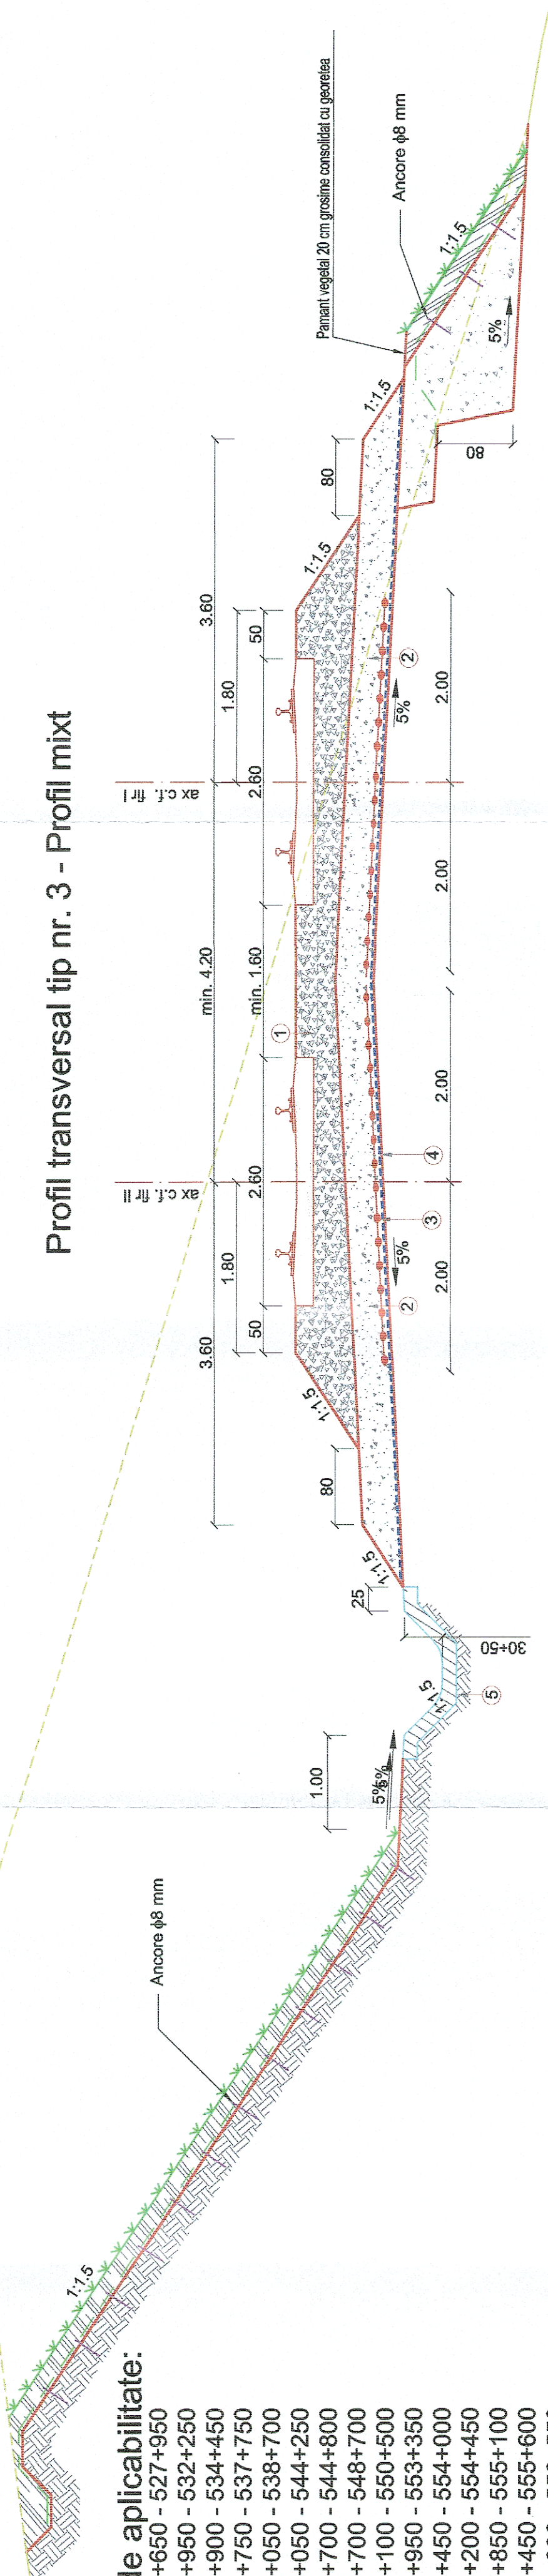 Profil transversal tip nr. 3 - Profil mixt
3.60
min. 4.20
3.60
1.80
1.80
50
2.60
min. 1.60
2.60
50
ax c.f. fir II
ax c.f. fir I
80
80
1:1.5
1:1.5
1:1.5
1:1.5
1
2
3
4
2
5%
5%
2.00
2.00
2.00
2.00
25
30÷50
1:1.5
5
1.00
5%
Ancore ϕ8 mm
1:1.5
Pamant vegetal 20 cm grosime consolidat cu georetea
Ancore ϕ8 mm
1:1.5
5%
80
le aplicabilitate:
+650 - 527+950
+950 - 532+250
+900 - 534+450
+750 - 537+750
+050 - 538+700
+050 - 544+250
+700 - 544+800
+700 - 548+700
+100 - 550+500
+950 - 553+350
+450 - 554+000
+200 - 554+450
+850 - 555+100
+450 - 555+600